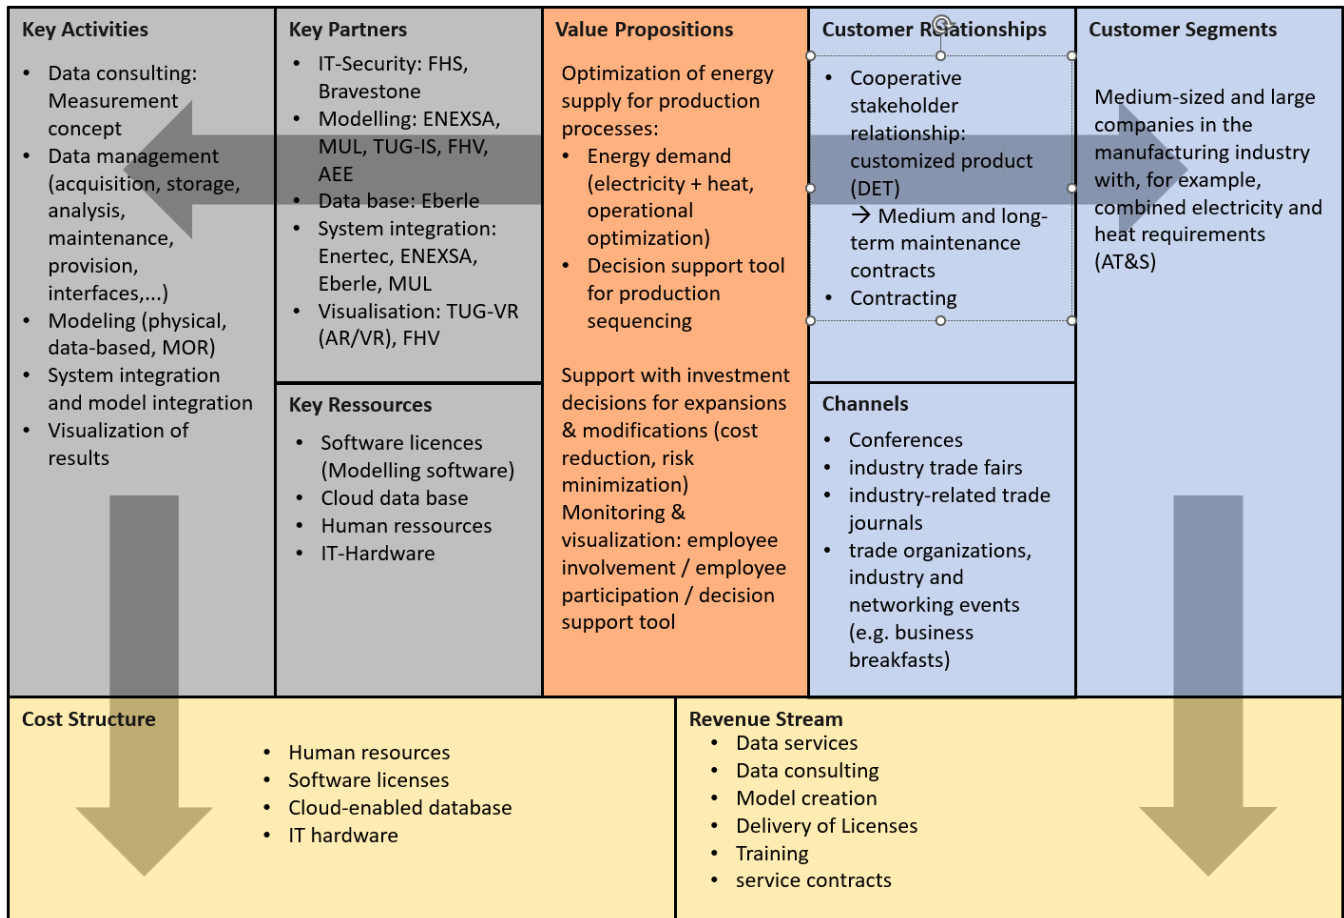 Key Activities
• Data consulting:
Measurement
concept
• Data management
(acquisition, storage,
analysis,
maintenance,
provision,
interfaces,...)
• Modeling (physical,
data-based, MOR)
• System integration
and model integration
• Visualization of
results
Key Partners
• IT-Security: FHS,
Bravestone
• Modelling: ENEXSA,
MUL, TUG-IS, FHV,
AEE
• Data base: Eberle
• System integration:
Enertec, ENEXSA,
Eberle, MUL
• Visualisation: TUG-VR
(AR/VR), FHV
Key Ressources
• Software licences
(Modelling software)
• Cloud data base
• Human ressources
• IT-Hardware
Value Propositions
Optimization of energy
supply for production
processes:
• Energy demand
(electricity + heat,
operational
optimization)
• Decision support tool
for production
sequencing
Support with investment
decisions for expansions
& modifications (cost
reduction, risk
minimization)
Monitoring &
visualization: employee
involvement / employee
participation / decision
support tool
Customer Relationships
• Cooperative
stakeholder
relationship:
customized product
(DET)
→ Medium and long-
term maintenance
contracts
• Contracting
Channels
• Conferences
• industry trade fairs
• industry-related trade
journals
• trade organizations,
industry and
networking events
(e.g. business
breakfasts)
Customer Segments
Medium-sized and large
companies in the
manufacturing industry
with, for example,
combined electricity and
heat requirements
(AT&S)
Cost Structure
• Human resources
• Software licenses
• Cloud-enabled database
• IT hardware
Revenue Stream
• Data services
• Data consulting
• Model creation
• Delivery of Licenses
• Training
• service contracts